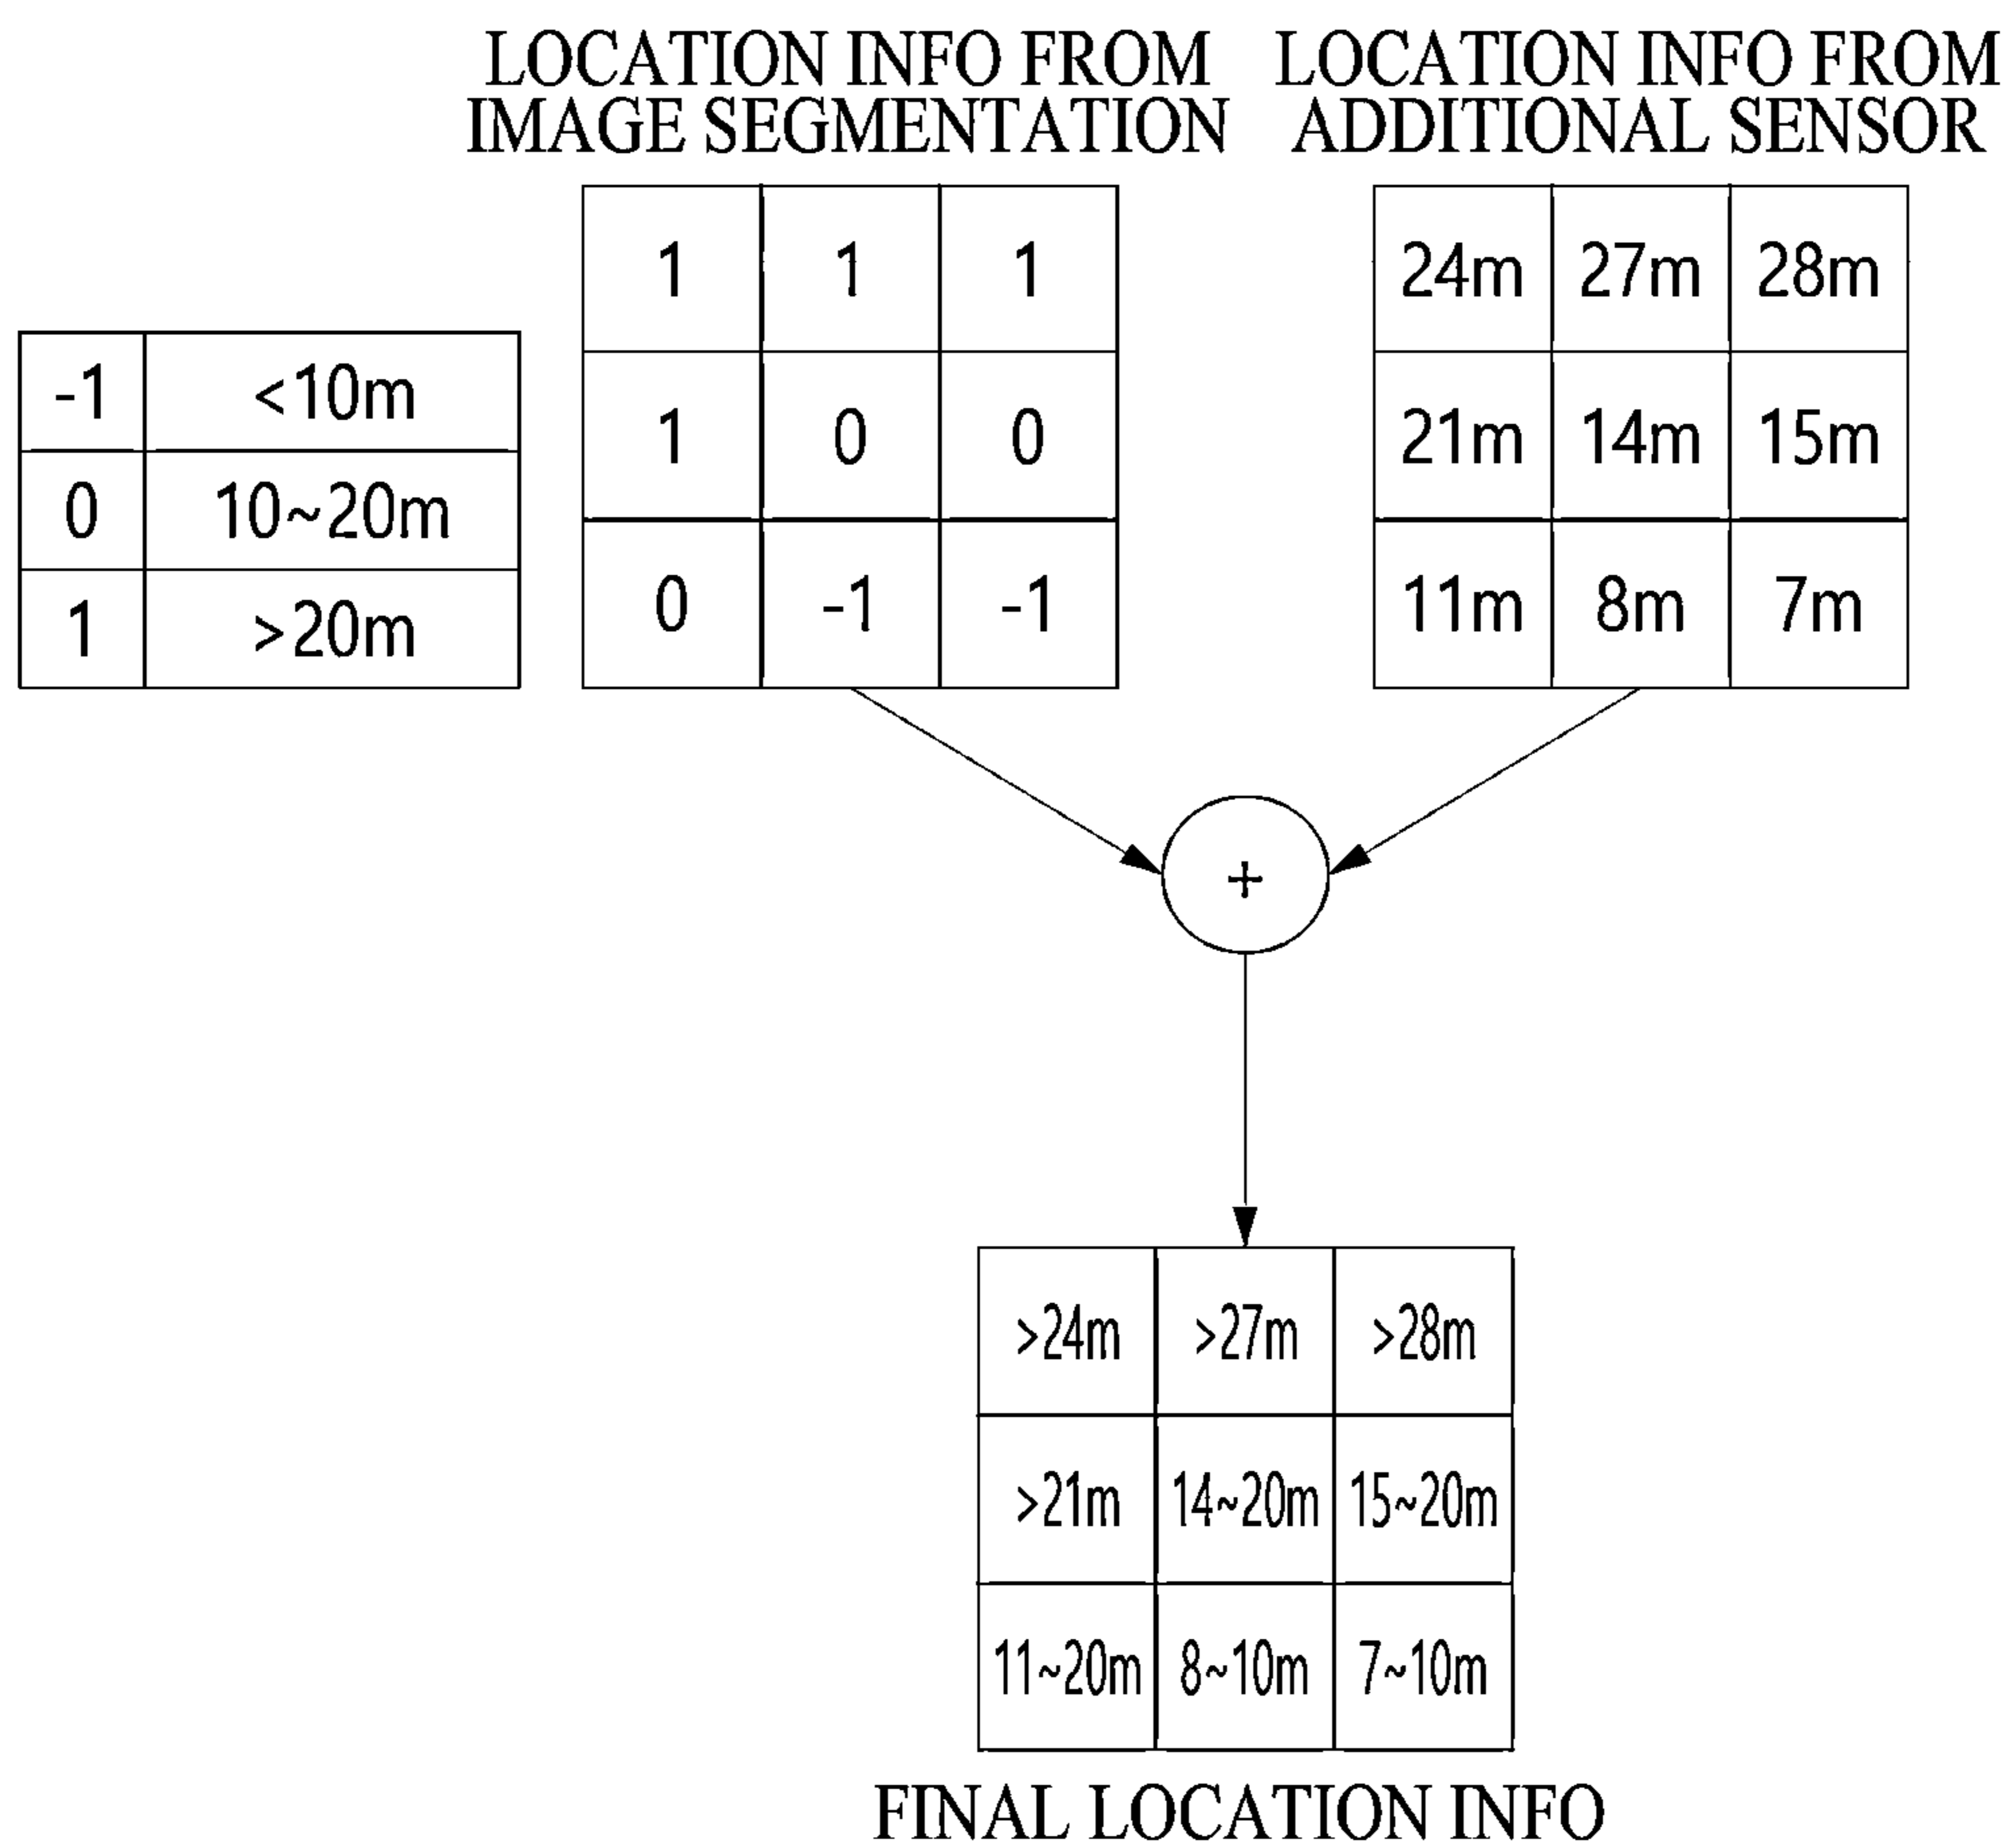 LOCATION INFO FROM IMAGE SEGMENTATION
LOCATION INFO FROM ADDITIONAL SENSOR
-1 <10m
0 10~20m
1 >20m
1 1 1
1 0 0
0 -1 -1
24m 27m 28m
21m 14m 15m
11m 8m 7m
+
>24m >27m >28m
>21m 14~20m 15~20m
11~20m 8~10m 7~10m
FINAL LOCATION INFO